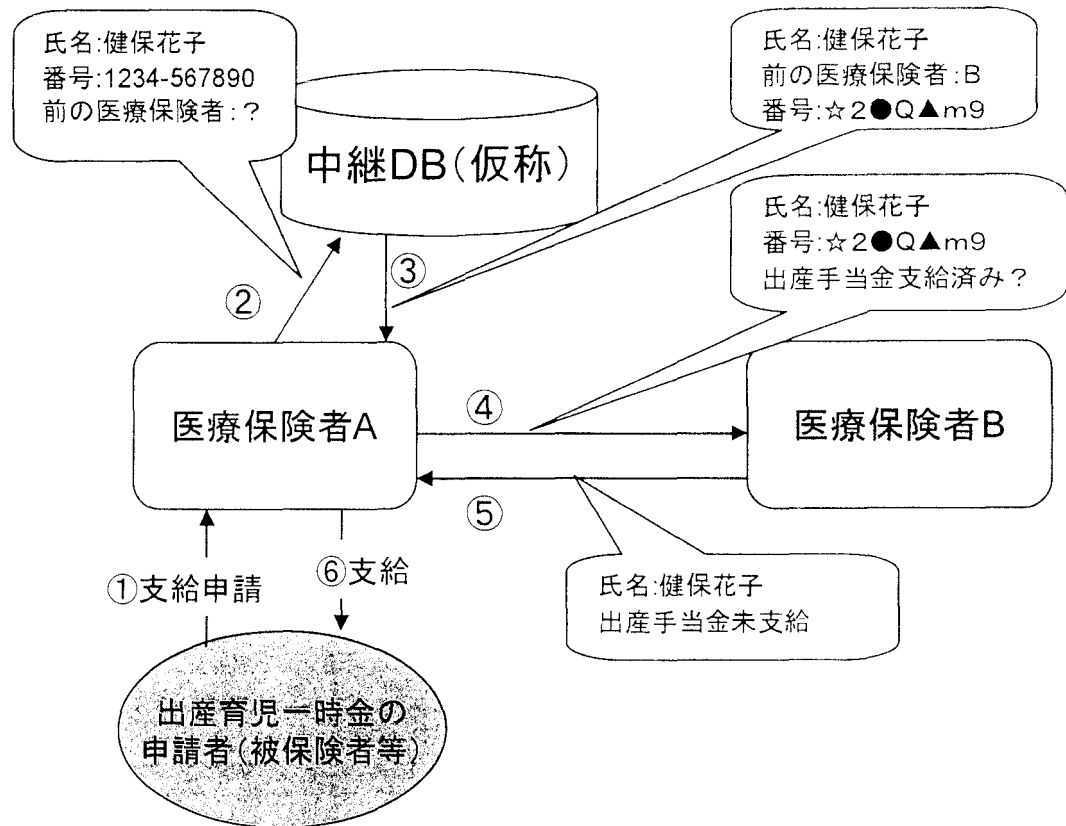 氏名:健保花子
番号:1234-567890
前の医療保険者:?
氏名:健保花子
前の医療保険者:B
番号:☆2●Q▲m9
中継DB(仮称)
氏名:健保花子
番号:☆2●Q▲m9
出産手当金支給済み?
②
③
医療保険者A
④
医療保険者B
⑤
①支給申請
⑥支給
氏名:健保花子
出産手当金未支給
出産育児一時金の
申請者(被保険者等)